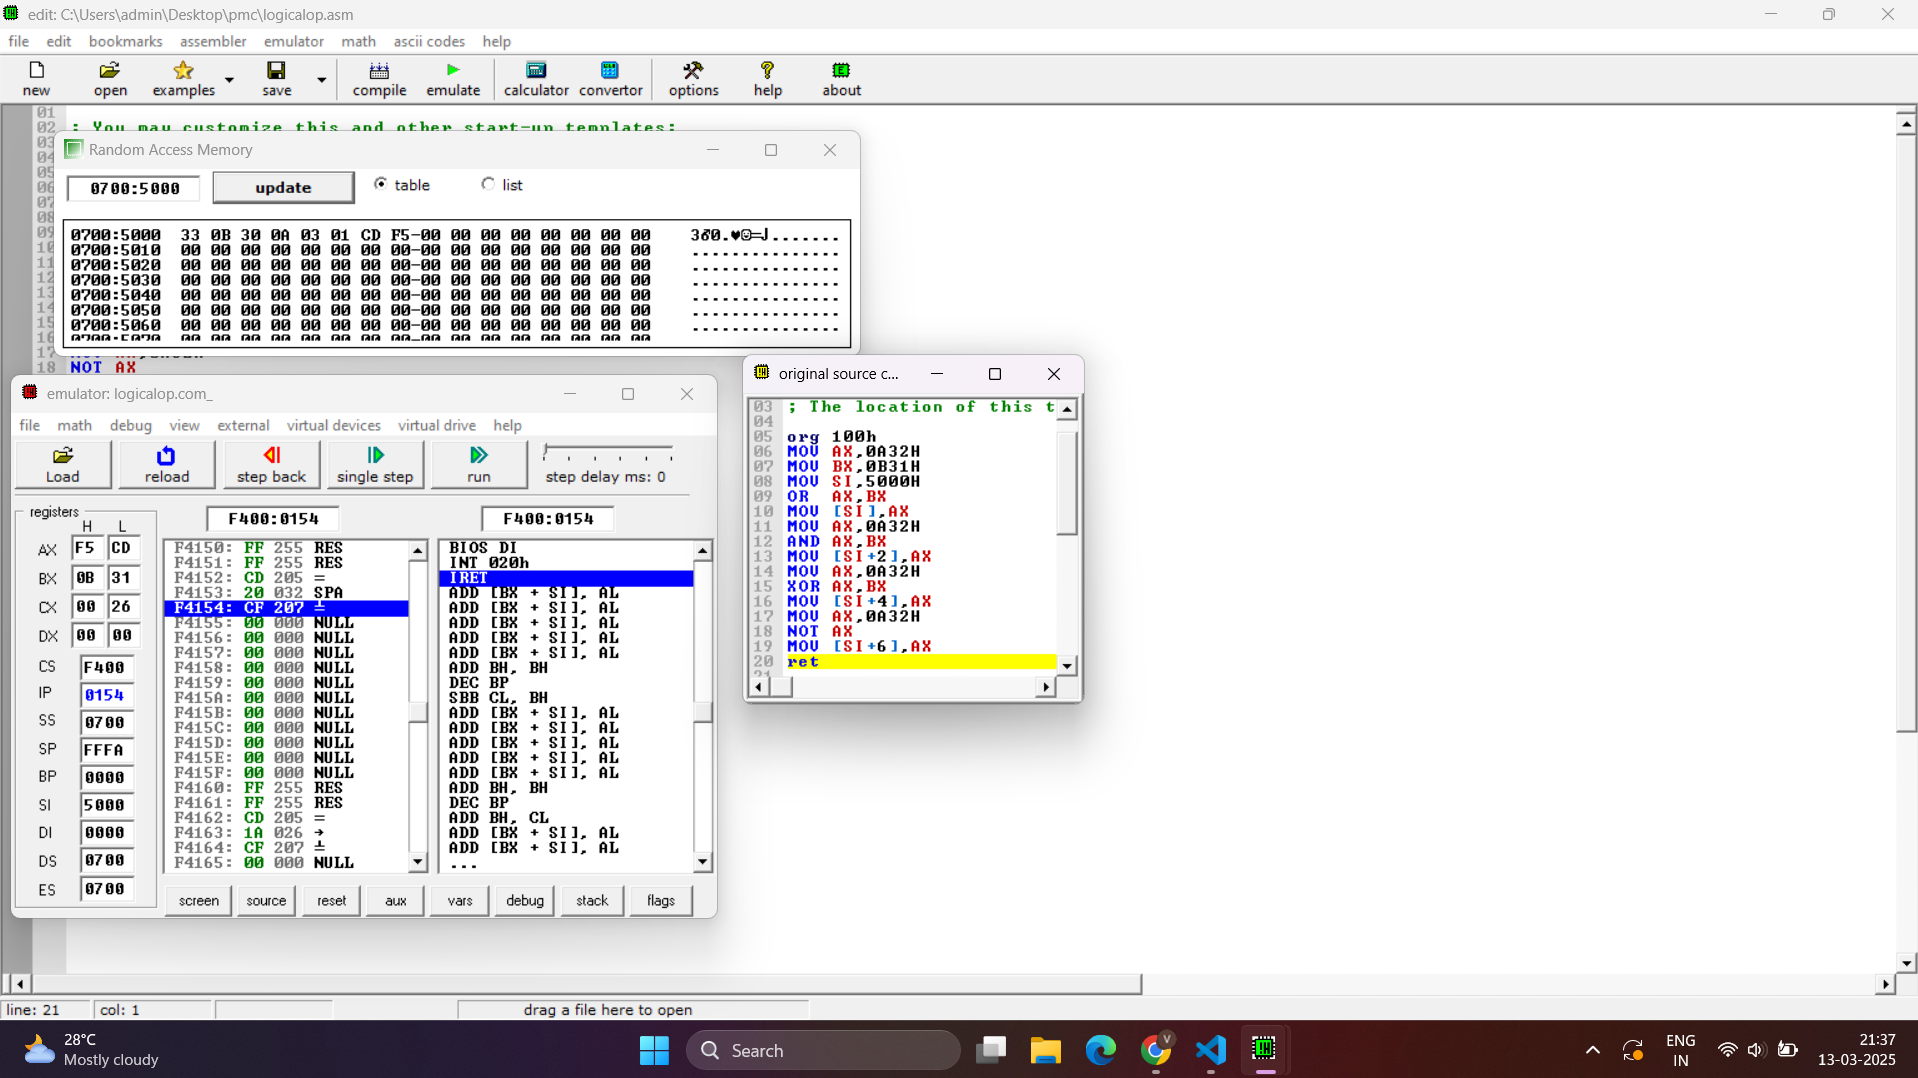 edit: C:\Users\admin\Desktop\pmc\logicalop.asm
file edit bookmarks assembler emulator math ascii codes help
new open examples save compile emulate calculator convertor options help about
01
02 ; You may customize this and other start-up templates;
03
04
05
06
07
08
09
10
11
12
13
14
15
16
17
18 NOT AX
Random Access Memory
0700:5000 update table list
0700:5000 33 0B 30 0A 03 01 CD F5-00 00 00 00 00 00 00 00 3♂0.♥☺═⌡........
0700:5010 00 00 00 00 00 00 00 00-00 00 00 00 00 00 00 00 ................
0700:5020 00 00 00 00 00 00 00 00-00 00 00 00 00 00 00 00 ................
0700:5030 00 00 00 00 00 00 00 00-00 00 00 00 00 00 00 00 ................
0700:5040 00 00 00 00 00 00 00 00-00 00 00 00 00 00 00 00 ................
0700:5050 00 00 00 00 00 00 00 00-00 00 00 00 00 00 00 00 ................
0700:5060 00 00 00 00 00 00 00 00-00 00 00 00 00 00 00 00 ................
original source c...
03 ; The location of this t
04
05 org 100h
06 MOV AX,0A32H
07 MOV BX,0B31H
08 MOV SI,5000H
09 OR AX,BX
10 MOV [SI],AX
11 MOV AX,0A32H
12 AND AX,BX
13 MOV [SI+2],AX
14 MOV AX,0A32H
15 XOR AX,BX
16 MOV [SI+4],AX
17 MOV AX,0A32H
18 NOT AX
19 MOV [SI+6],AX
20 ret
21
emulator: logicalop.com_
file math debug view external virtual devices virtual drive help
Load reload step back single step run step delay ms: 0
registers
H L
AX F5 CD
BX 0B 31
CX 00 26
DX 00 00
CS F400
IP 0154
SS 0700
SP FFFA
BP 0000
SI 5000
DI 0000
DS 0700
ES 0700
F400:0154
F4150: FF 255 RES
F4151: FF 255 RES
F4152: CD 205 =
F4153: 20 032 SPA
F4154: CF 207 ╧
F4155: 00 000 NULL
F4156: 00 000 NULL
F4157: 00 000 NULL
F4158: 00 000 NULL
F4159: 00 000 NULL
F415A: 00 000 NULL
F415B: 00 000 NULL
F415C: 00 000 NULL
F415D: 00 000 NULL
F415E: 00 000 NULL
F415F: 00 000 NULL
F4160: FF 255 RES
F4161: FF 255 RES
F4162: CD 205 =
F4163: 1A 026 →
F4164: CF 207 ╧
F4165: 00 000 NULL
F400:0154
BIOS DI
INT 020h
IRET
ADD [BX + SI], AL
ADD [BX + SI], AL
ADD [BX + SI], AL
ADD [BX + SI], AL
ADD [BX + SI], AL
ADD BH, BH
DEC BP
SBB CL, BH
ADD [BX + SI], AL
ADD [BX + SI], AL
ADD [BX + SI], AL
ADD [BX + SI], AL
ADD [BX + SI], AL
ADD BH, BH
DEC BP
ADD BH, CL
ADD [BX + SI], AL
ADD [BX + SI], AL
...
screen source reset aux vars debug stack flags
line: 21 col: 1 drag a file here to open
28°C
Mostly cloudy
Search
V
ENG
IN
21:37
13-03-2025